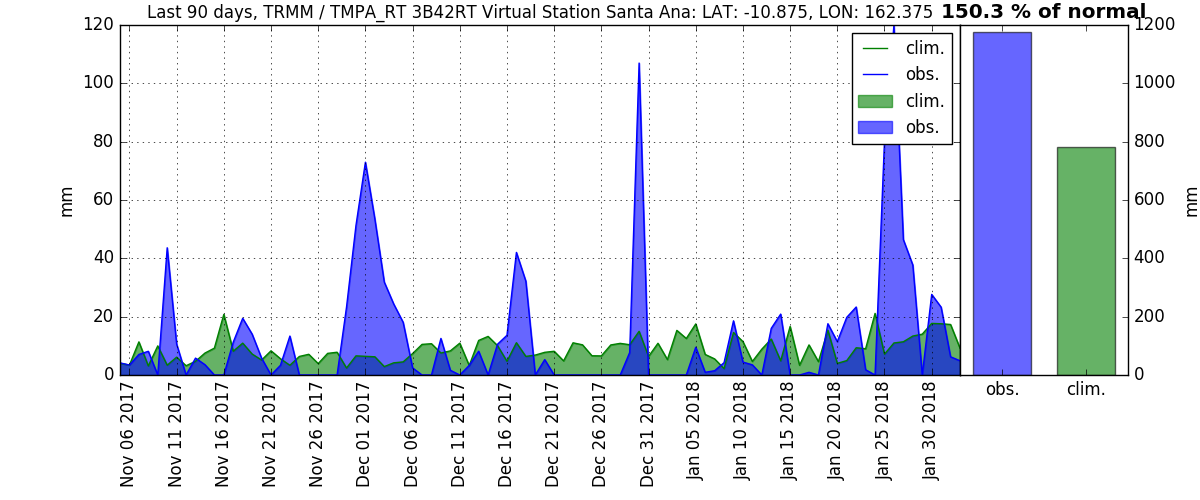 Last 90 days, TRMM / TMPA_RT 3B42RT Virtual Station Santa Ana: LAT: -10.875, LON: 162.375 150.3 % of normal
120
100
80
60
40
20
0
mm
clim.
obs.
clim.
obs.
1200
1000
800
600
400
200
0
mm
Nov 06 2017
Nov 11 2017
Nov 16 2017
Nov 21 2017
Nov 26 2017
Dec 01 2017
Dec 06 2017
Dec 11 2017
Dec 16 2017
Dec 21 2017
Dec 26 2017
Dec 31 2017
Jan 05 2018
Jan 10 2018
Jan 15 2018
Jan 20 2018
Jan 25 2018
Jan 30 2018
obs.
clim.